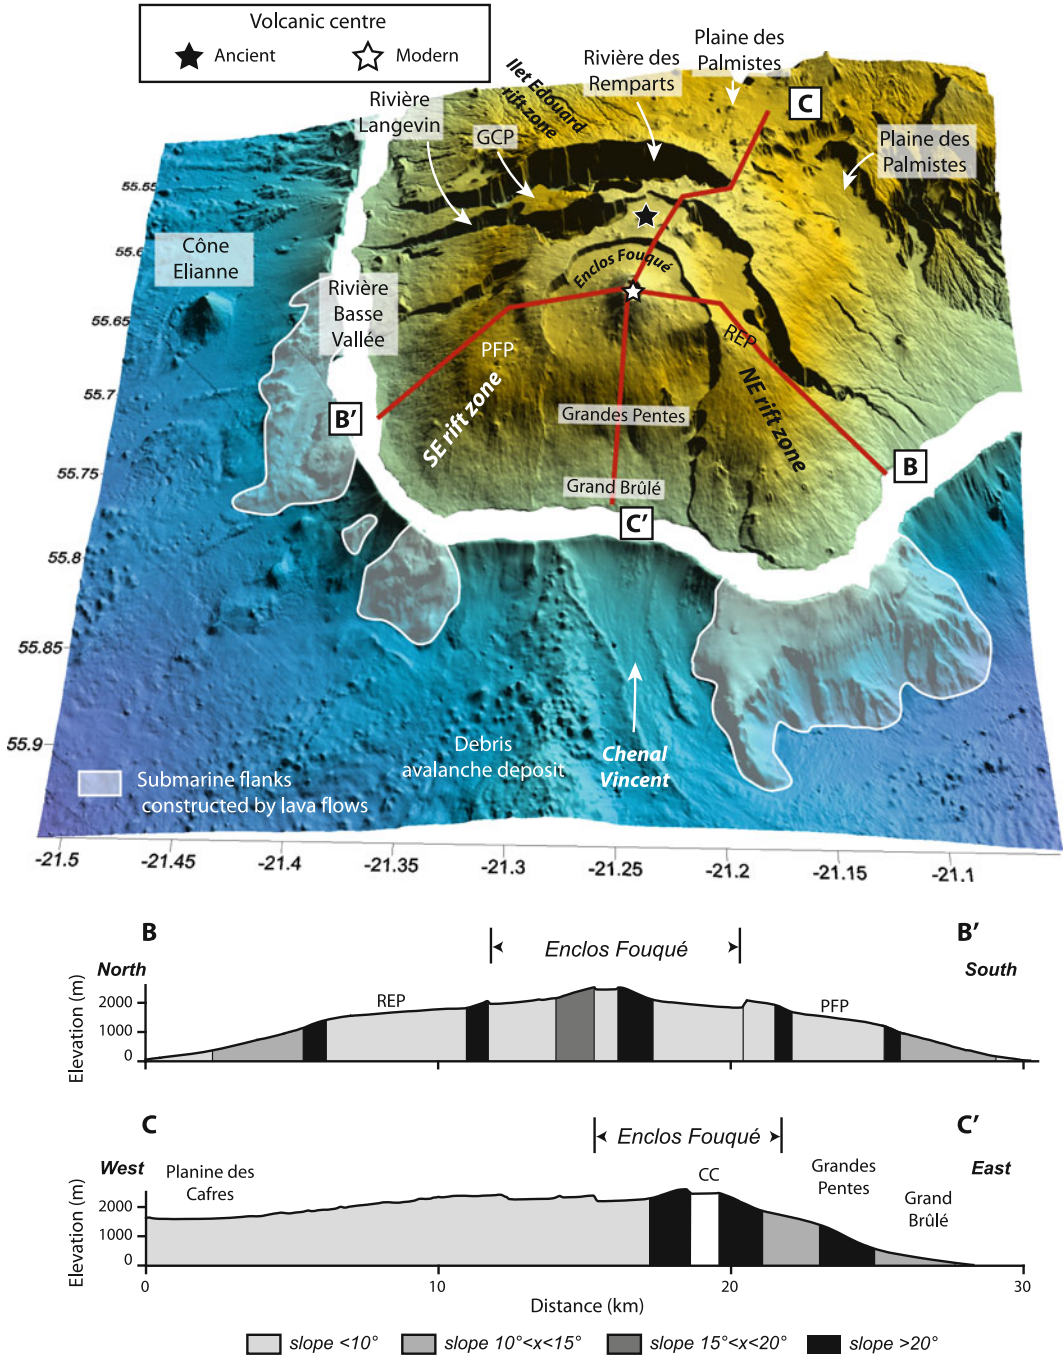 Volcanic centre
Ancient
Modern
Plaine des
Palmistes
Rivière des
Remparts
Ilet Edouard
rift zone
Rivière
Langevin
GCP
C
Plaine des
Palmistes
55.55
55.6
55.65
55.7
55.75
55.8
55.85
55.9
Cône
Elianne
Rivière
Basse
Vallée
Enclos Fouqué
PFP
REP
SE rift zone
NE rift zone
Grandes Pentes
Grand Brûlé
B'
B
C'
Debris
avalanche deposit
Chenal
Vincent
Submarine flanks
constructed by lava flows
-21.5
-21.45
-21.4
-21.35
-21.3
-21.25
-21.2
-21.15
-21.1
B
B'
Enclos Fouqué
North
South
Elevation (m)
2000
1000
0
REP
PFP
C
C'
Enclos Fouqué
West
East
Planine des
Cafres
CC
Grandes
Pentes
Grand
Brûlé
Elevation (m)
2000
1000
0
0
10
20
30
Distance (km)
slope <10°
slope 10°<x<15°
slope 15°<x<20°
slope >20°